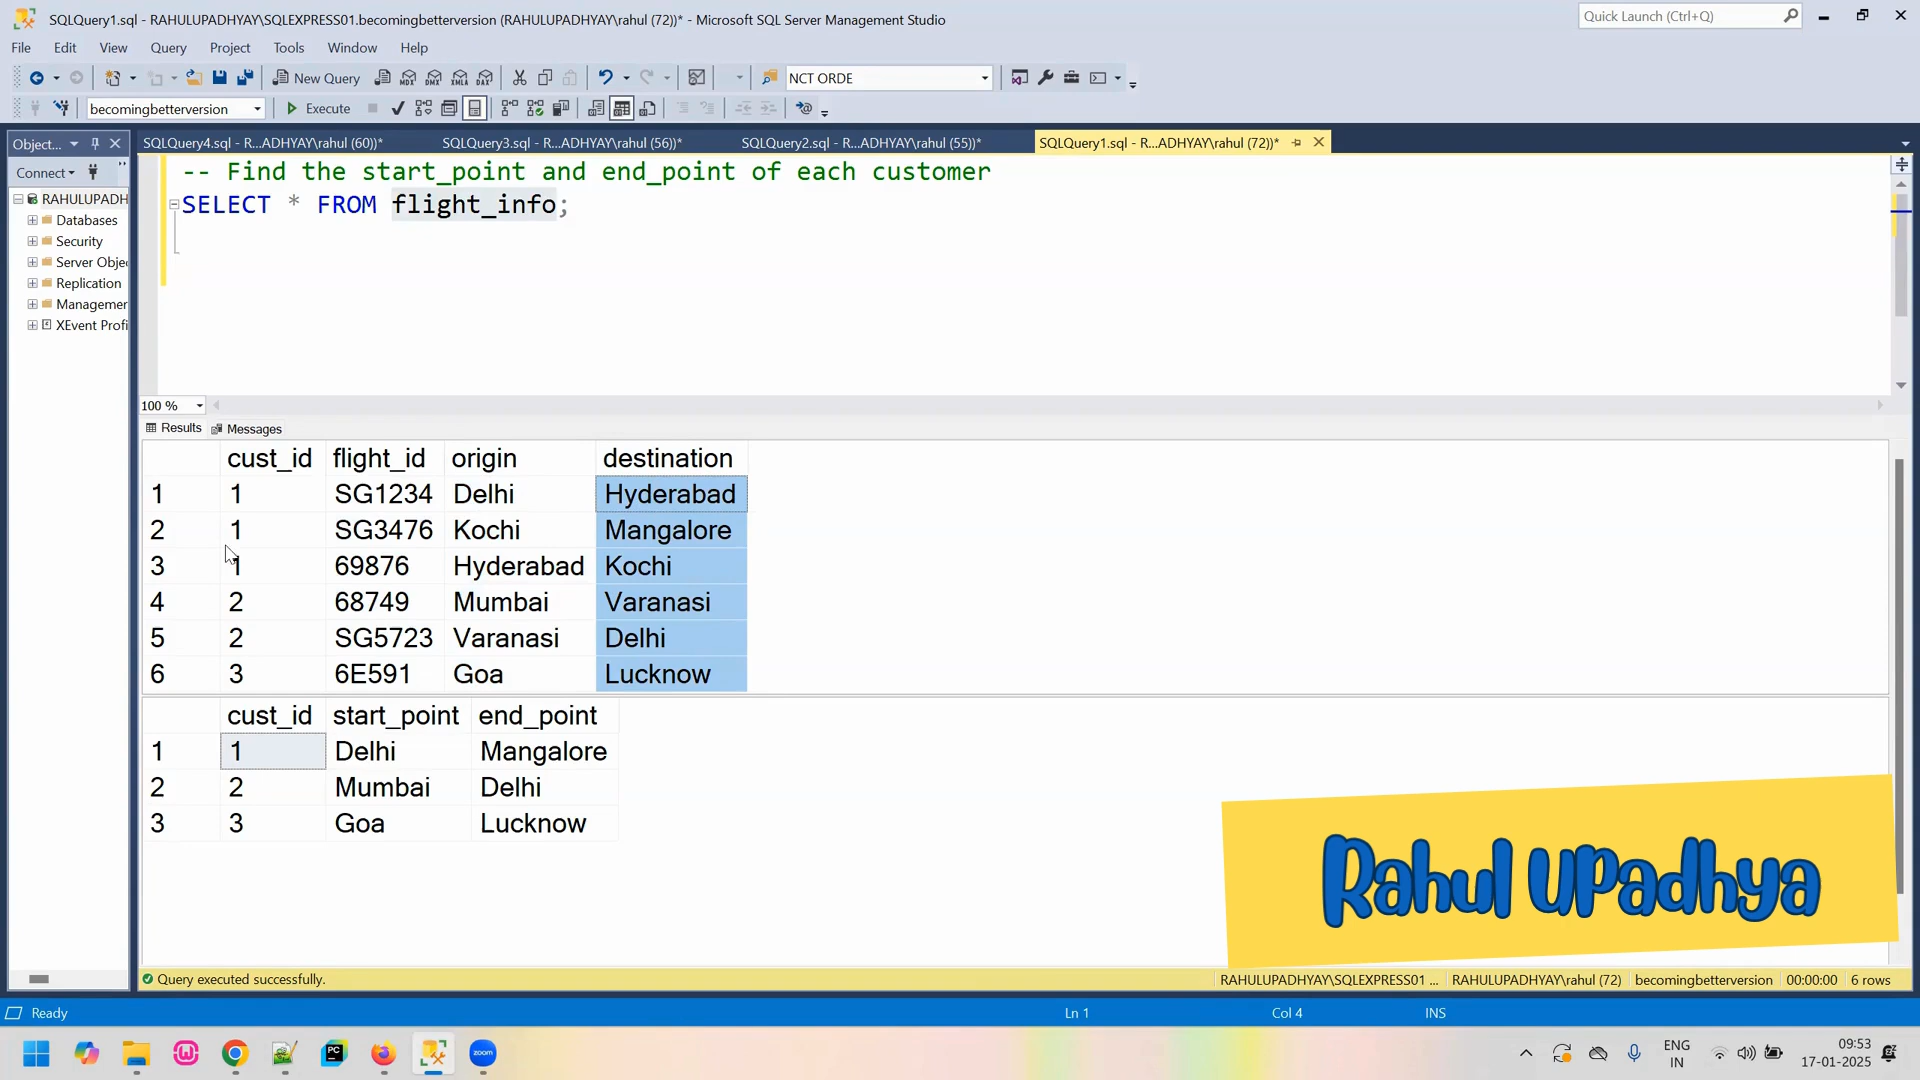 SQLQuery1.sql - RAHULUPADHYAY\SQLEXPRESS01.becomingbetterversion (RAHULUPADHYAY\rahul (72))* - Microsoft SQL Server Management Studio
Quick Launch (Ctrl+Q)
File Edit View Query Project Tools Window Help
New Query MDX DMX XMLA DAX NCT ORDE
becomingbetterversion Execute
Object...
SQLQuery4.sql - R...ADHYAY\rahul (60))* SQLQuery3.sql - R...ADHYAY\rahul (56))* SQLQuery2.sql - R...ADHYAY\rahul (55))* SQLQuery1.sql - R...ADHYAY\rahul (72))*
Connect
RAHULUPADH
Databases
Security
Server Obje
Replication
Managemer
XEvent Profi
-- Find the start_point and end_point of each customer
SELECT * FROM flight_info;
100 %
Results Messages
cust_id flight_id origin destination
1 1 SG1234 Delhi Hyderabad
2 1 SG3476 Kochi Mangalore
3 1 69876 Hyderabad Kochi
4 2 68749 Mumbai Varanasi
5 2 SG5723 Varanasi Delhi
6 3 6E591 Goa Lucknow
cust_id start_point end_point
1 1 Delhi Mangalore
2 2 Mumbai Delhi
3 3 Goa Lucknow
Rahul Upadhya
Query executed successfully.
RAHULUPADHYAY\SQLEXPRESS01 ... RAHULUPADHYAY\rahul (72) becomingbetterversion 00:00:00 6 rows
Ready Ln 1 Col 4 INS
PC
zoom
ENG
IN
09:53
17-01-2025